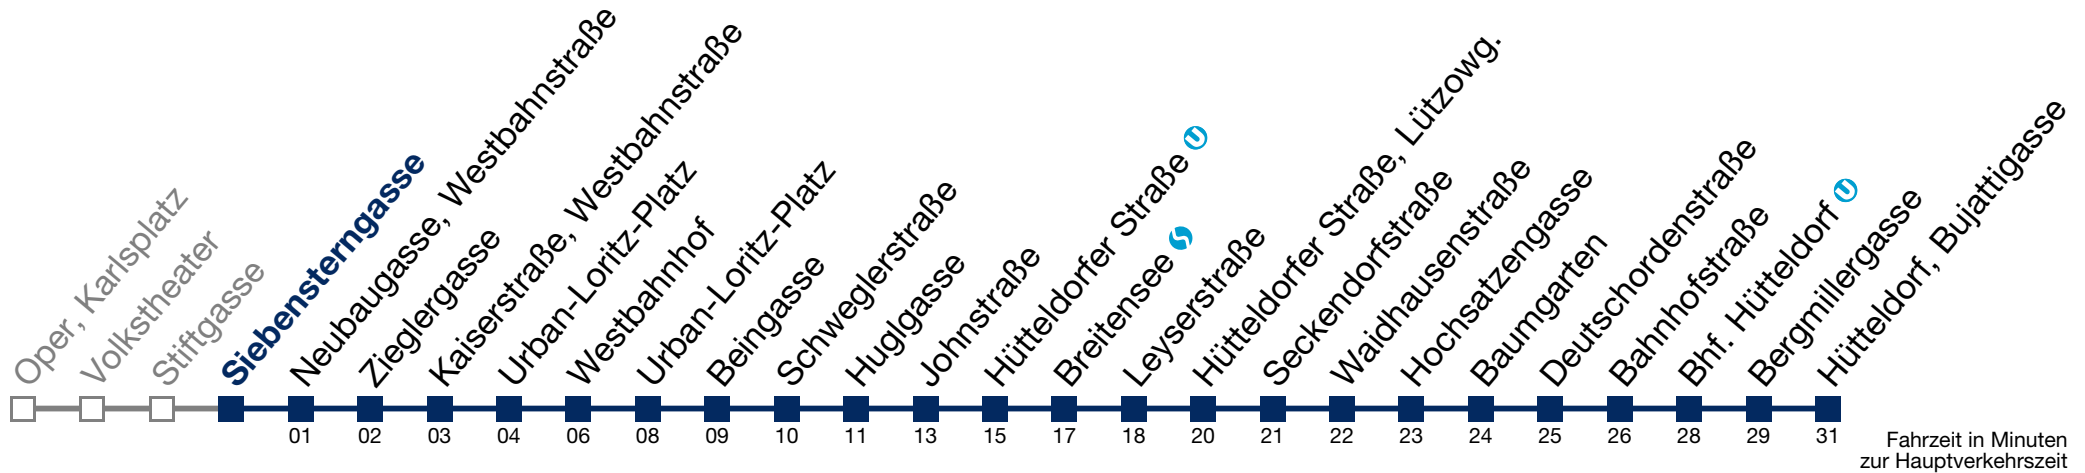 Oper, Karlsplatz
Volkstheater
Stiftgasse
Siebensterngasse
Neubaugasse, Westbahnstraße
Zieglergasse
Kaiserstraße, Westbahnstraße
Urban-Loritz-Platz
Westbahnhof
Urban-Loritz-Platz
Beingasse
Schweglerstraße
Huglgasse
Johnstraße
Hütteldorfer Straße U
Breitensee S
Leyserstraße
Hütteldorfer Straße, Lützowg.
Seckendorfstraße
Waidhausenstraße
Hochsatzengasse
Baumgarten
Deutschordenstraße
Bahnhofstraße
Bhf. Hütteldorf U
Bergmillergasse
Hütteldorf, Bujattigasse
01 02 03 04 06 08 09 10 11 13 15 17 18 20 21 22 23 24 25 26 28 29 31
Fahrzeit in Minuten
zur Hauptverkehrszeit